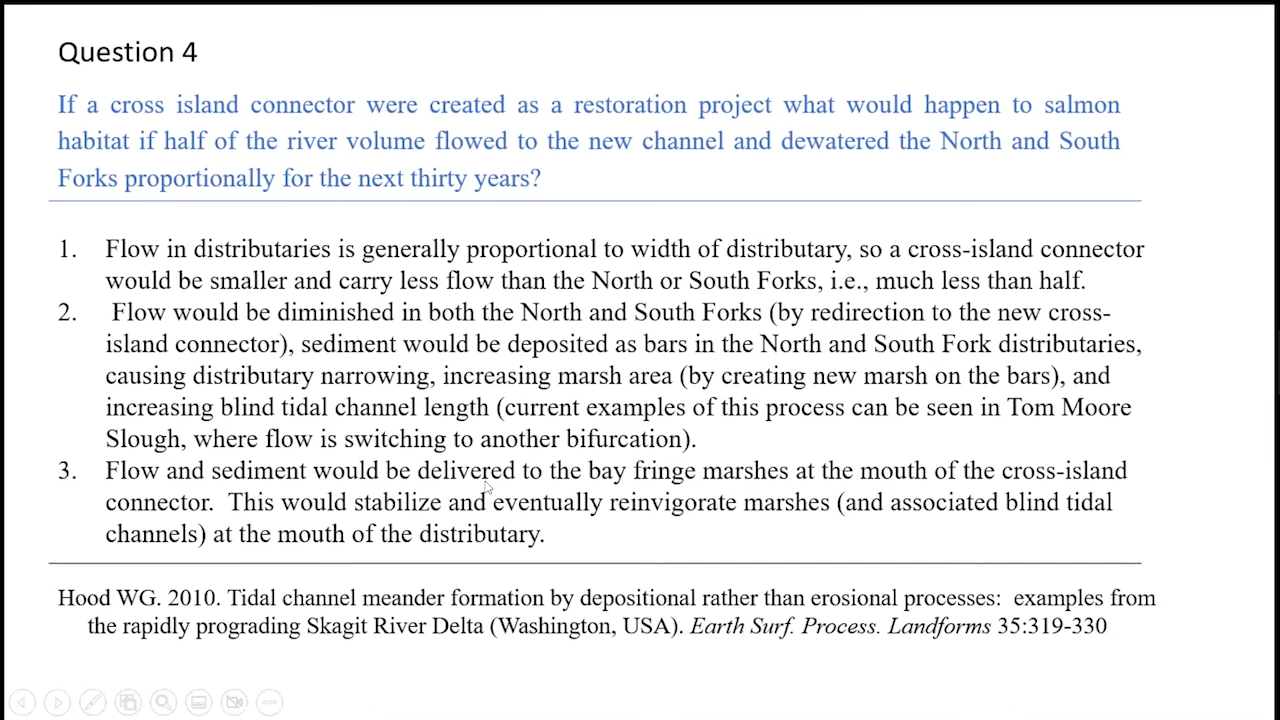 Question 4
If a cross island connector were created as a restoration project what would happen to salmon
habitat if half of the river volume flowed to the new channel and dewatered the North and South
Forks proportionally for the next thirty years?
1. Flow in distributaries is generally proportional to width of distributary, so a cross-island connector
would be smaller and carry less flow than the North or South Forks, i.e., much less than half.
2. Flow would be diminished in both the North and South Forks (by redirection to the new cross-
island connector), sediment would be deposited as bars in the North and South Fork distributaries,
causing distributary narrowing, increasing marsh area (by creating new marsh on the bars), and
increasing blind tidal channel length (current examples of this process can be seen in Tom Moore
Slough, where flow is switching to another bifurcation).
3. Flow and sediment would be delivered to the bay fringe marshes at the mouth of the cross-island
connector. This would stabilize and eventually reinvigorate marshes (and associated blind tidal
channels) at the mouth of the distributary.
Hood WG. 2010. Tidal channel meander formation by depositional rather than erosional processes: examples from
the rapidly prograding Skagit River Delta (Washington, USA). Earth Surf. Process. Landforms 35:319-330